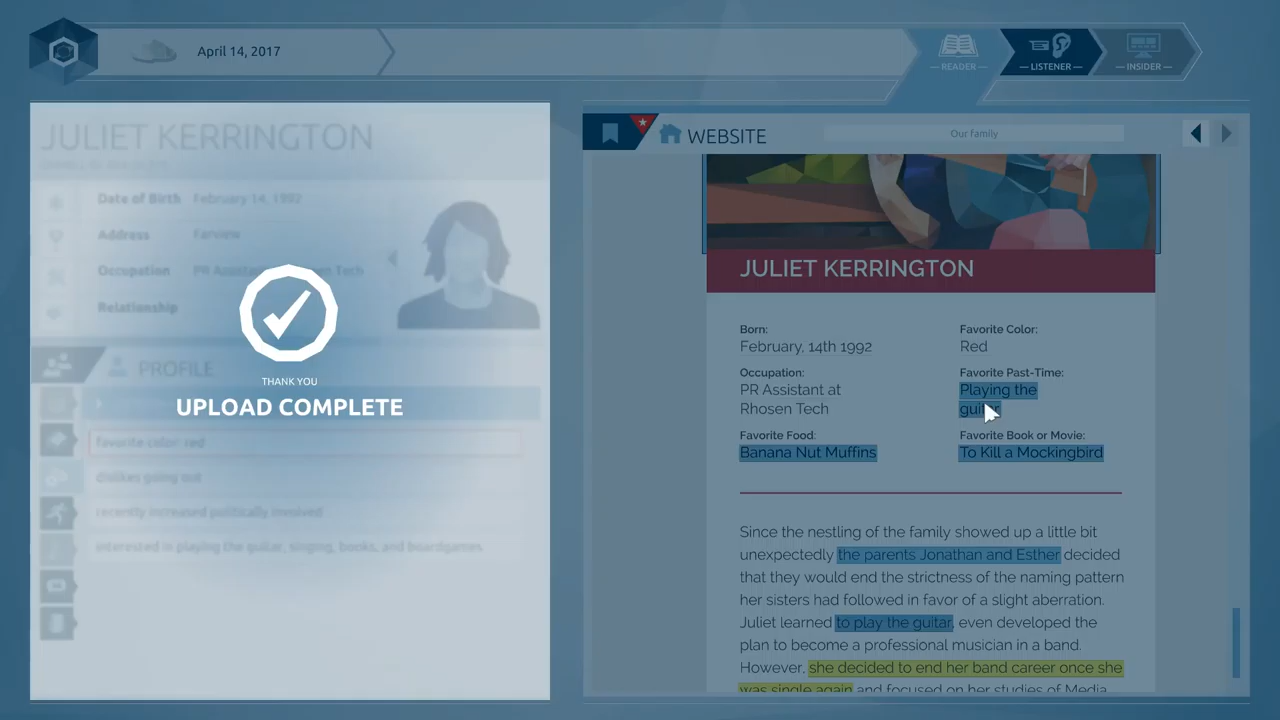 April 14, 2017
READER
LISTENER
INSIDER
JULIET KERRINGTON
Date of Birth February 14, 1992
Address Farview
Occupation PR Assistant Rhosen Tech
Relationship
PROFILE
favorite color: red
dislikes going out
recently increased politically involved
interested in playing the guitar, singing, books, and boardgames
THANK YOU
UPLOAD COMPLETE
WEBSITE
Our family
JULIET KERRINGTON
Born:
February, 14th 1992
Occupation:
PR Assistant at
Rhosen Tech
Favorite Food:
Banana Nut Muffins
Favorite Color:
Red
Favorite Past-Time:
Playing the
guitar
Favorite Book or Movie:
To Kill a Mockingbird
Since the nestling of the family showed up a little bit
unexpectedly the parents Jonathan and Esther decided
that they would end the strictness of the naming pattern
her sisters had followed in favor of a slight aberration.
Juliet learned to play the guitar, even developed the
plan to become a professional musician in a band.
However, she decided to end her band career once she
was single again and focused on her studies of Media